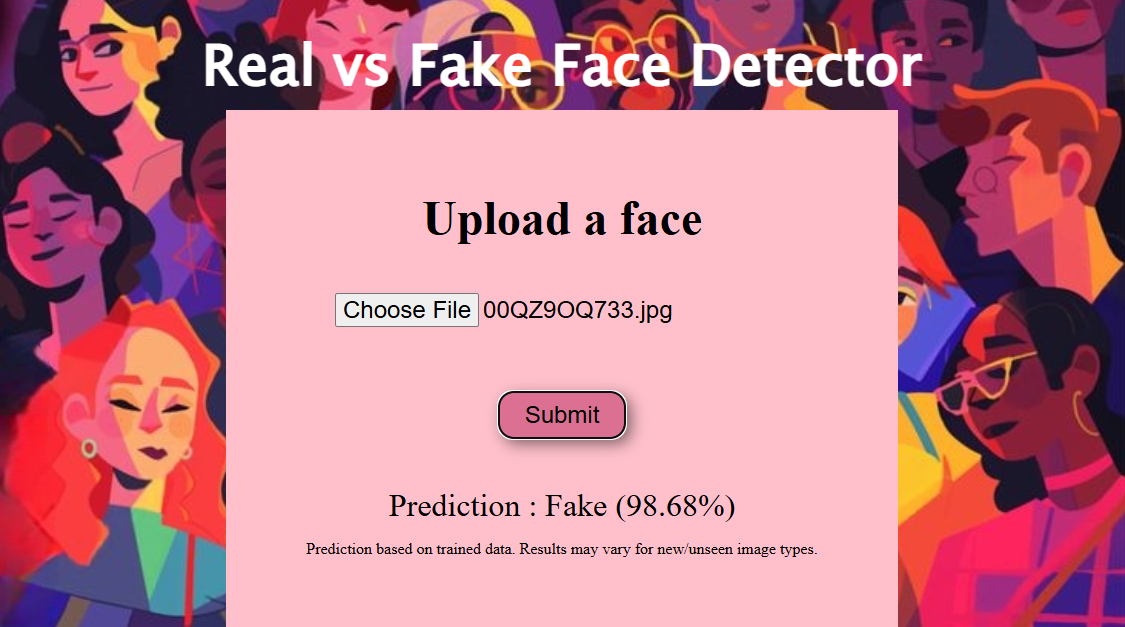 Real vs Fake Face Detector
Upload a face
Choose File 00QZ9OQ733.jpg
Submit
Prediction : Fake (98.68%)
Prediction based on trained data. Results may vary for new/unseen image types.